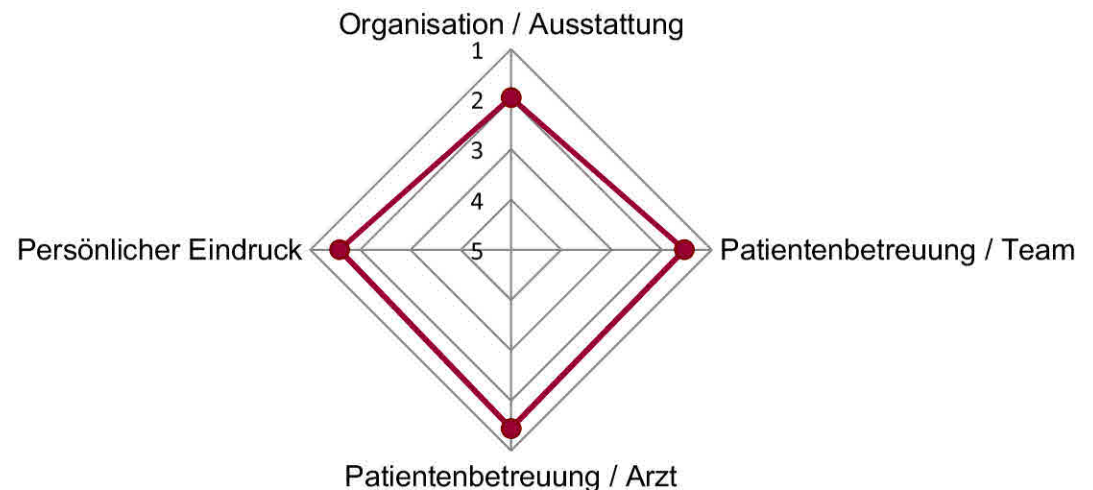 Organisation / Ausstattung
1
2
3
4
Persönlicher Eindruck
5
Patientenbetreuung / Team
Patientenbetreuung / Arzt